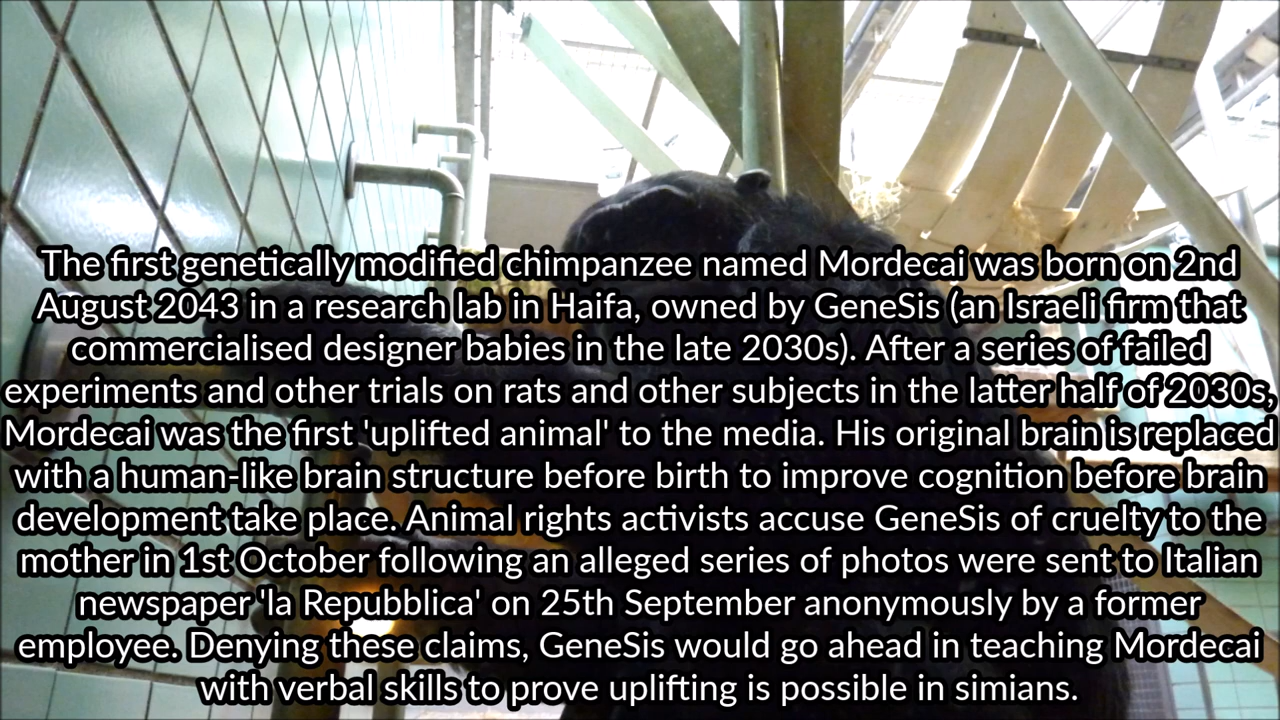 The first genetically modified chimpanzee named Mordecai was born on 2nd
August 2043 in a research lab in Haifa, owned by GeneSis (an Israeli firm that
commercialised designer babies in the late 2030s). After a series of failed
experiments and other trials on rats and other subjects in the latter half of 2030s,
Mordecai was the first 'uplifted animal' to the media. His original brain is replaced
with a human-like brain structure before birth to improve cognition before brain
development take place. Animal rights activists accuse GeneSis of cruelty to the
mother in 1st October following an alleged series of photos were sent to Italian
newspaper 'la Repubblica' on 25th September anonymously by a former
employee. Denying these claims, GeneSis would go ahead in teaching Mordecai
with verbal skills to prove uplifting is possible in simians.